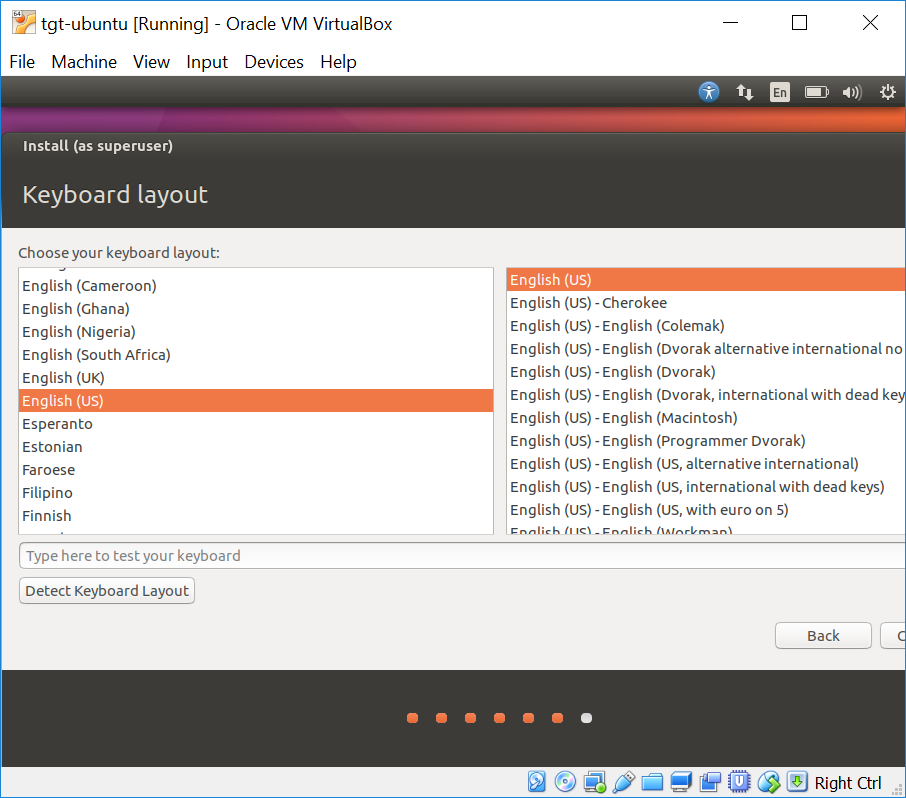 tgt-ubuntu [Running] - Oracle VM VirtualBox
File Machine View Input Devices Help
En
Install (as superuser)
Keyboard layout
Choose your keyboard layout:
English (Cameroon)
English (Ghana)
English (Nigeria)
English (South Africa)
English (UK)
English (US)
Esperanto
Estonian
Faroese
Filipino
Finnish
English (US)
English (US) - Cherokee
English (US) - English (Colemak)
English (US) - English (Dvorak alternative international no
English (US) - English (Dvorak)
English (US) - English (Dvorak, international with dead key
English (US) - English (Macintosh)
English (US) - English (Programmer Dvorak)
English (US) - English (US, alternative international)
English (US) - English (US, international with dead keys)
English (US) - English (US, with euro on 5)
English (US) - English (Workman)
Type here to test your keyboard
Detect Keyboard Layout
Back
C
Right Ctrl